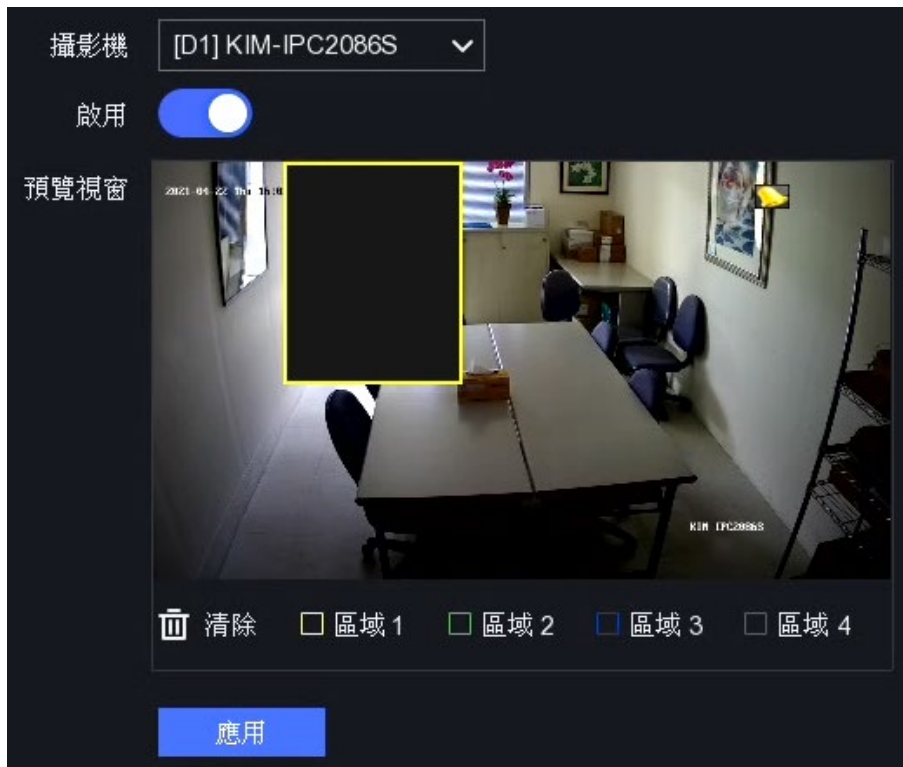 攝影機 [D1] KIM-IPC2086S
啟用
預覽視窗
2021-04-22 Thu
KIM IPC2086S
清除 區域 1 區域 2 區域 3 區域 4
應用